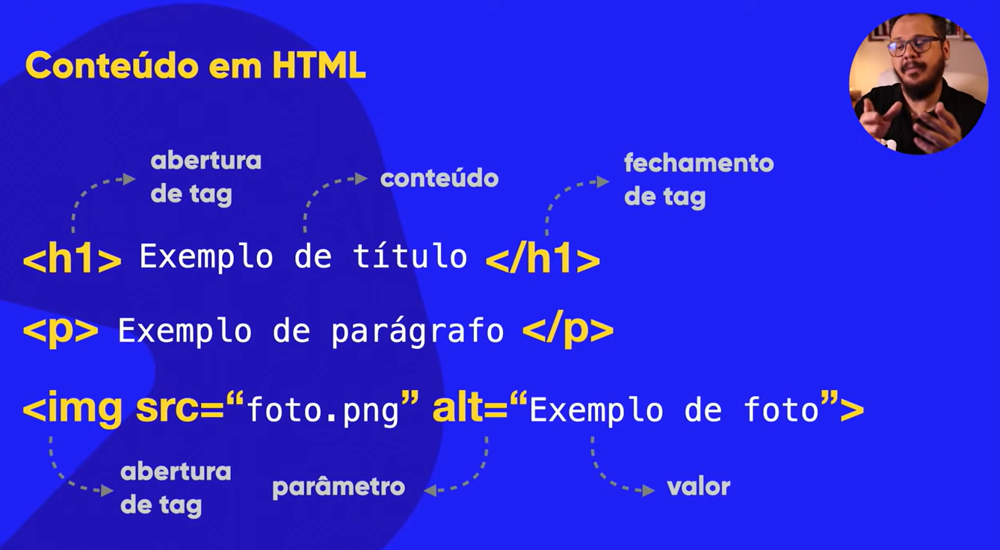 Conteúdo em HTML
abertura
de tag
conteúdo
fechamento
de tag
<h1> Exemplo de título </h1>
<p> Exemplo de parágrafo </p>
<img src=“foto.png” alt=“Exemplo de foto”>
abertura
de tag
parâmetro
valor